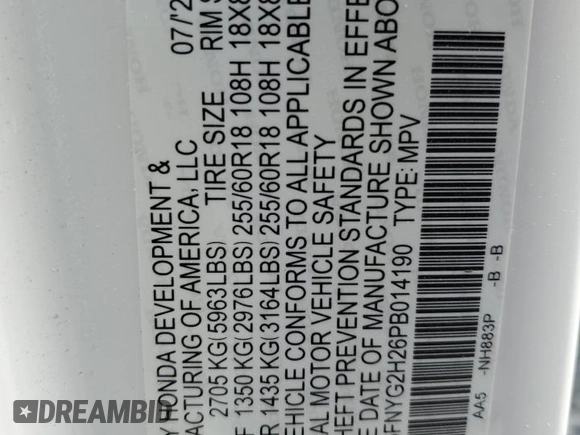 Y HONDA DEVELOPMENT & 07/'2
ACTURING OF AMERICA, LLC
2705 KG(5963LBS) TIRE SIZE RIM S
F 1350 KG(2976LBS) 255/60R18 108H 18X8
R 1435 KG(3164LBS) 255/60R18 108H 18X8
EHICLE CONFORMS TO ALL APPLICABLE
AL MOTOR VEHICLE SAFETY
HEFT PREVENTION STANDARDS IN EFFE
E DATE OF MANUFACTURE SHOWN ABO
FNYG2H26PB014190 TYPE: MPV
AA5 -NH883P -B -B
DREAMBID